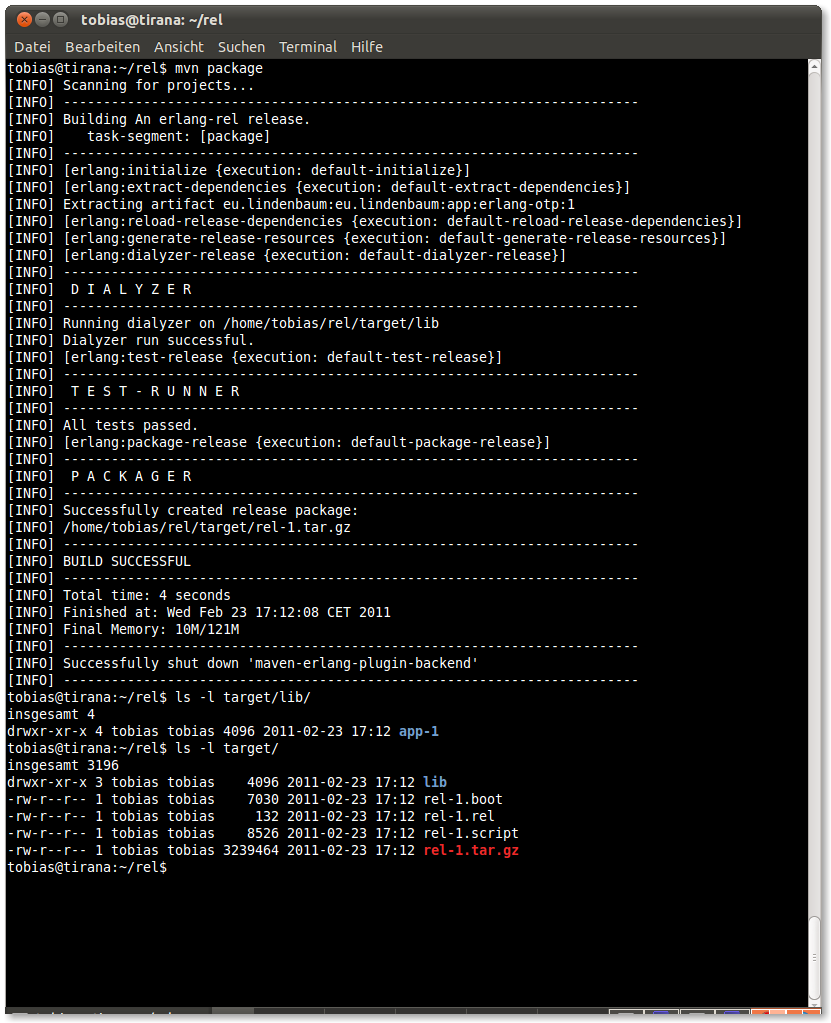 tobias@tirana: ~/rel
Datei Bearbeiten Ansicht Suchen Terminal Hilfe
tobias@tirana:~/rel$ mvn package
[INFO] Scanning for projects...
[INFO] ------------------------------------------------------------------------
[INFO] Building An erlang-rel release.
[INFO]    task-segment: [package]
[INFO] ------------------------------------------------------------------------
[INFO] [erlang:initialize {execution: default-initialize}]
[INFO] [erlang:extract-dependencies {execution: default-extract-dependencies}]
[INFO] Extracting artifact eu.lindenbaum:eu.lindenbaum:app:erlang-otp:1
[INFO] [erlang:reload-release-dependencies {execution: default-reload-release-dependencies}]
[INFO] [erlang:generate-release-resources {execution: default-generate-release-resources}]
[INFO] [erlang:dialyzer-release {execution: default-dialyzer-release}]
[INFO] ------------------------------------------------------------------------
[INFO]  D I A L Y Z E R
[INFO] ------------------------------------------------------------------------
[INFO] Running dialyzer on /home/tobias/rel/target/lib
[INFO] Dialyzer run successful.
[INFO] [erlang:test-release {execution: default-test-release}]
[INFO] ------------------------------------------------------------------------
[INFO]  T E S T - R U N N E R
[INFO] ------------------------------------------------------------------------
[INFO] All tests passed.
[INFO] [erlang:package-release {execution: default-package-release}]
[INFO] ------------------------------------------------------------------------
[INFO]  P A C K A G E R
[INFO] ------------------------------------------------------------------------
[INFO] Successfully created release package:
[INFO] /home/tobias/rel/target/rel-1.tar.gz
[INFO] ------------------------------------------------------------------------
[INFO] BUILD SUCCESSFUL
[INFO] ------------------------------------------------------------------------
[INFO] Total time: 4 seconds
[INFO] Finished at: Wed Feb 23 17:12:08 CET 2011
[INFO] Final Memory: 10M/121M
[INFO] ------------------------------------------------------------------------
[INFO] Successfully shut down 'maven-erlang-plugin-backend'
[INFO] ------------------------------------------------------------------------
tobias@tirana:~/rel$ ls -l target/lib/
insgesamt 4
drwxr-xr-x 4 tobias tobias 4096 2011-02-23 17:12 app-1
tobias@tirana:~/rel$ ls -l target/
insgesamt 3196
drwxr-xr-x 3 tobias tobias    4096 2011-02-23 17:12 lib
-rw-r--r-- 1 tobias tobias    7030 2011-02-23 17:12 rel-1.boot
-rw-r--r-- 1 tobias tobias     132 2011-02-23 17:12 rel-1.rel
-rw-r--r-- 1 tobias tobias    8526 2011-02-23 17:12 rel-1.script
-rw-r--r-- 1 tobias tobias 3239464 2011-02-23 17:12 rel-1.tar.gz
tobias@tirana:~/rel$